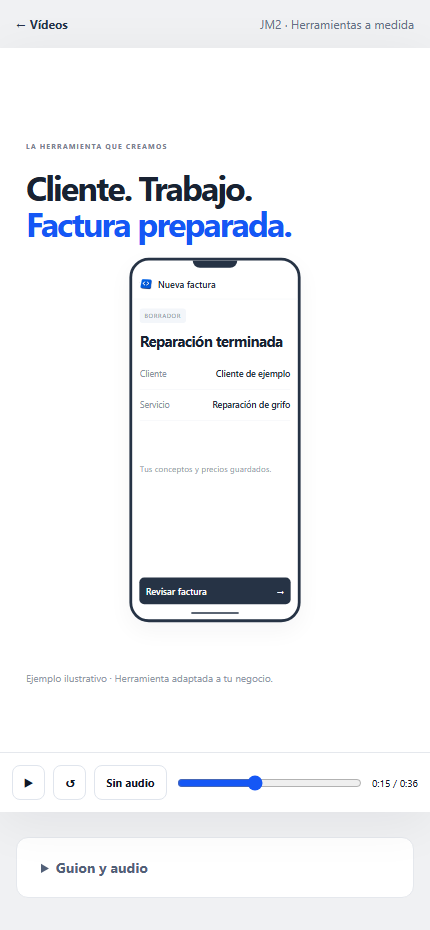 ← Vídeos
JM2 · Herramientas a medida
LA HERRAMIENTA QUE CREAMOS
Cliente. Trabajo.
Factura preparada.
Nueva factura
BORRADOR
Reparación terminada
Cliente Cliente de ejemplo
Servicio Reparación de grifo
Tus conceptos y precios guardados.
Revisar factura →
Ejemplo ilustrativo · Herramienta adaptada a tu negocio.
▶ ↺ Sin audio 0:15 / 0:36
▶ Guion y audio